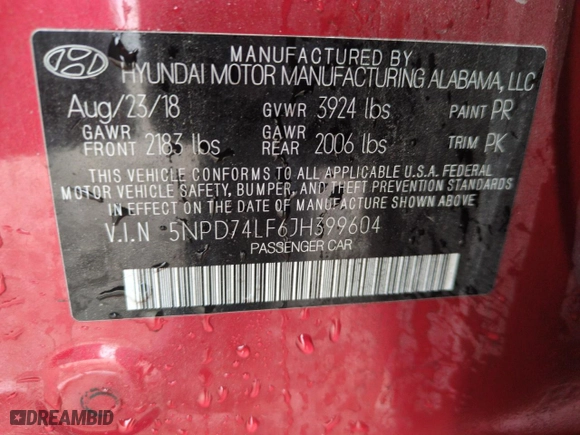 MANUFACTURED BY
HYUNDAI MOTOR MANUFACTURING ALABAMA, LLC
Aug/23/18 GVWR 3924 lbs PAINT PR
GAWR FRONT 2183 lbs GAWR REAR 2006 lbs TRIM PK
THIS VEHICLE CONFORMS TO ALL APPLICABLE U.S.A. FEDERAL
MOTOR VEHICLE SAFETY, BUMPER, AND THEFT PREVENTION STANDARDS
IN EFFECT ON THE DATE OF MANUFACTURE SHOWN ABOVE.
V.I.N 5NPD74LF6JH399604
PASSENGER CAR
DREAMBID